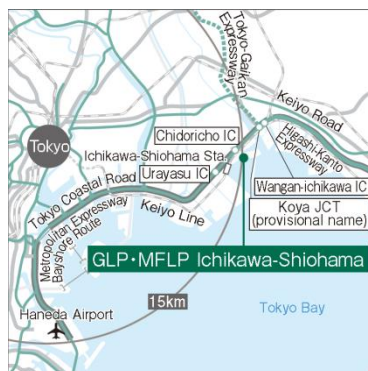 Tokyo-Gaikan
Expressway
Keiyo Road
Chidoricho IC
Higashi-Kanto
Expressway
Tokyo
Ichikawa-Shiohama Sta.
Urayasu IC
Wangan-ichikawa IC
Koya JCT
(provisional name)
Tokyo Coastal Road
Metropolitan Expressway
Bayshore Route
Keiyo Line
GLP・MFLP Ichikawa-Shiohama
15km
Haneda Airport
Tokyo Bay